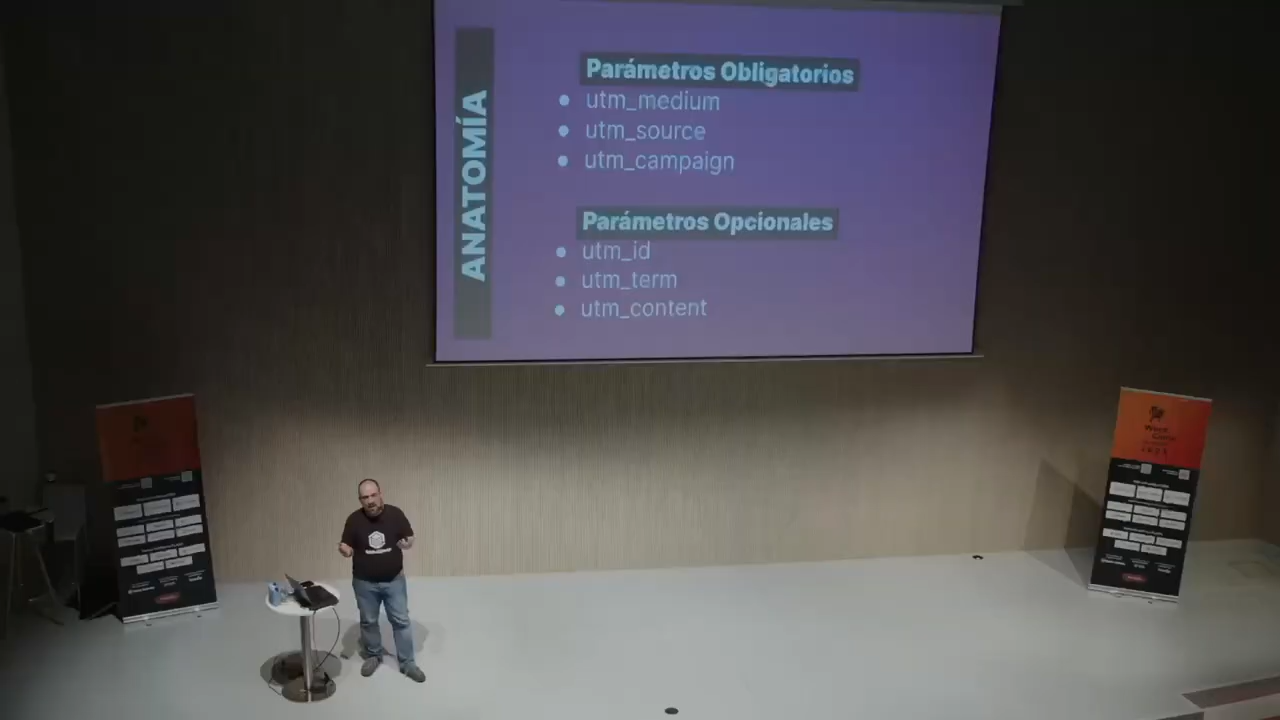 ANATOMÍA
Parámetros Obligatorios
utm_medium
utm_source
utm_campaign
Parámetros Opcionales
utm_id
utm_term
utm_content